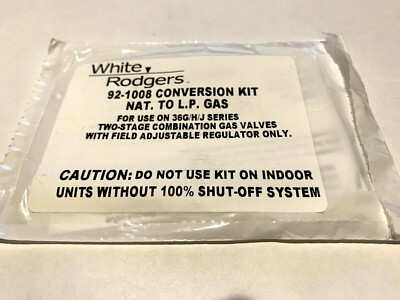 White
Rodgers™
92-1008 CONVERSION KIT
NAT. TO L.P. GAS
FOR USE ON 36G/H/J SERIES
TWO-STAGE COMBINATION GAS VALVES
WITH FIELD ADJUSTABLE REGULATOR ONLY.
CAUTION: DO NOT USE KIT ON INDOOR
UNITS WITHOUT 100% SHUT-OFF SYSTEM